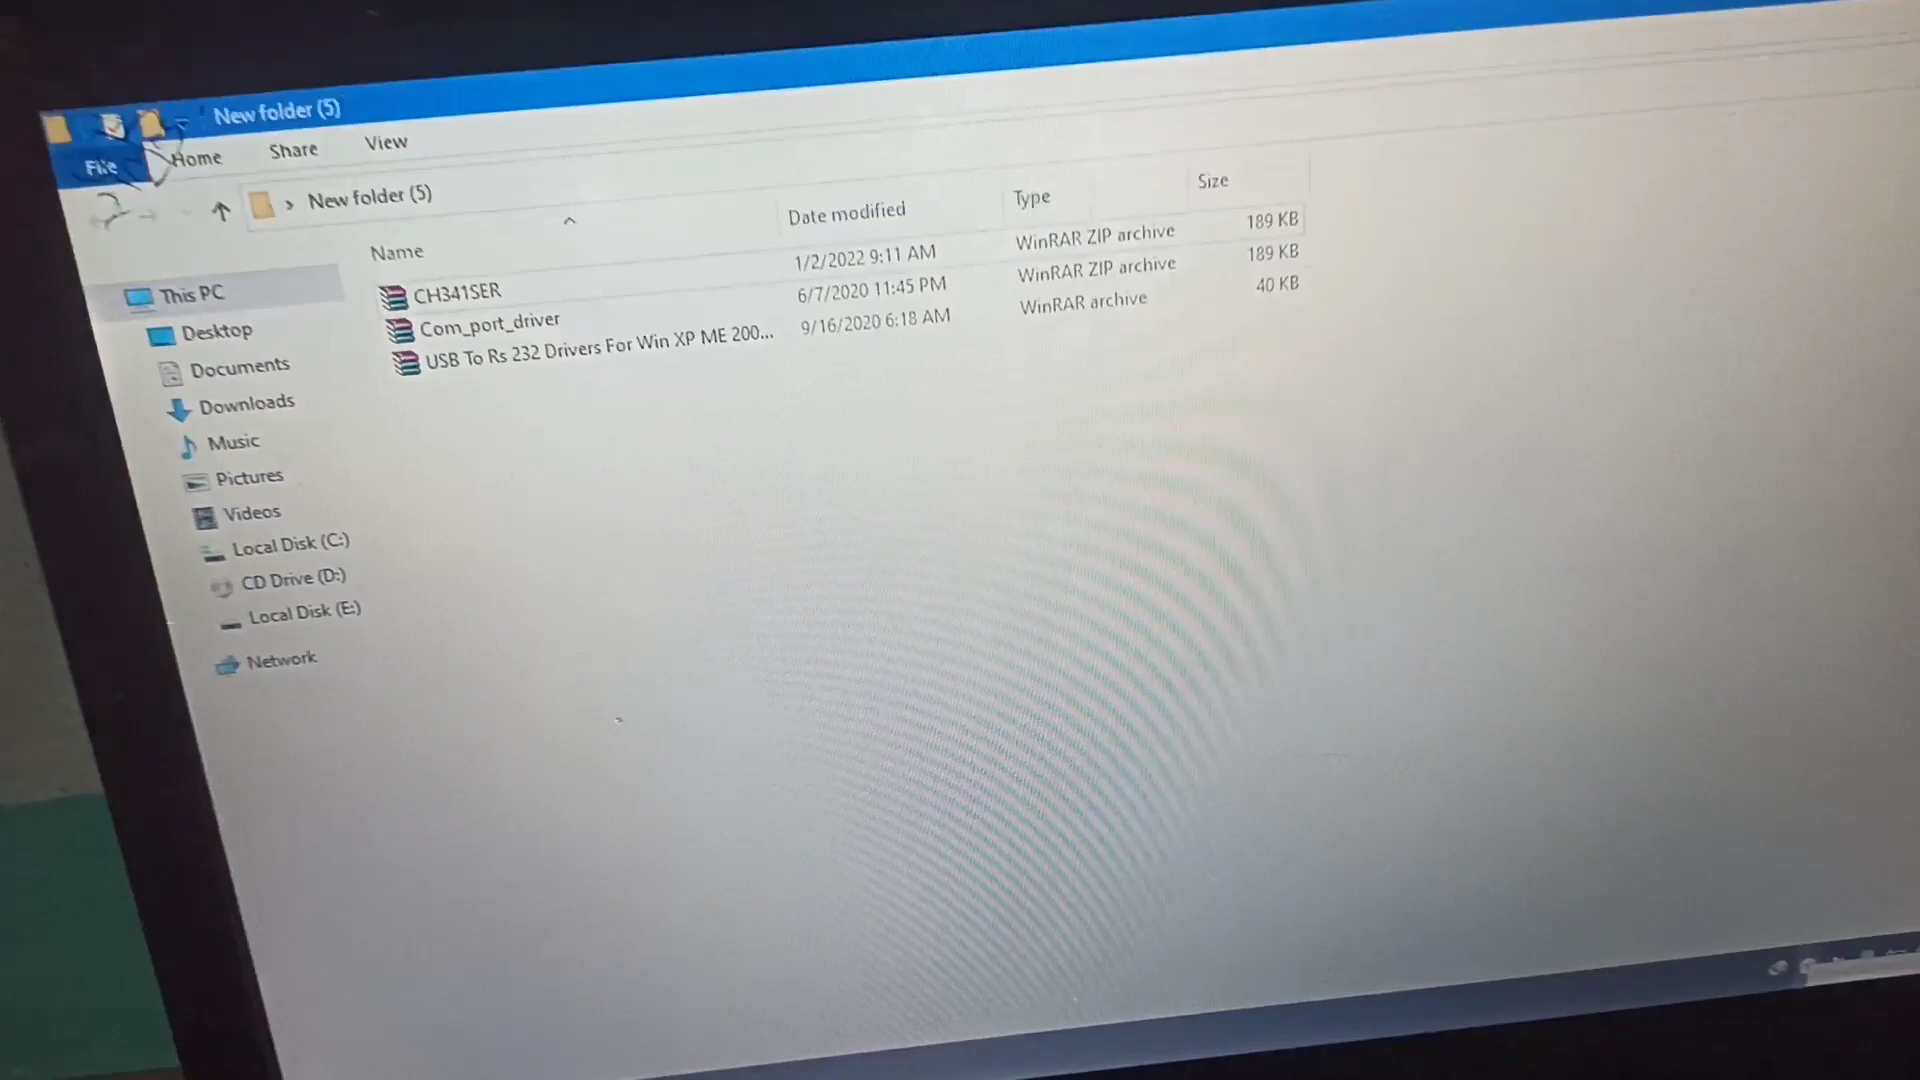 New folder (5)
File Home Share View
› New folder (5)
Name Date modified Type Size
CH341SER 1/2/2022 9:11 AM WinRAR ZIP archive 189 KB
Com_port_driver 6/7/2020 11:45 PM WinRAR ZIP archive 189 KB
USB To Rs 232 Drivers For Win XP ME 200... 9/16/2020 6:18 AM WinRAR archive 40 KB
This PC
Desktop
Documents
Downloads
Music
Pictures
Videos
Local Disk (C:)
CD Drive (D:)
Local Disk (E:)
Network